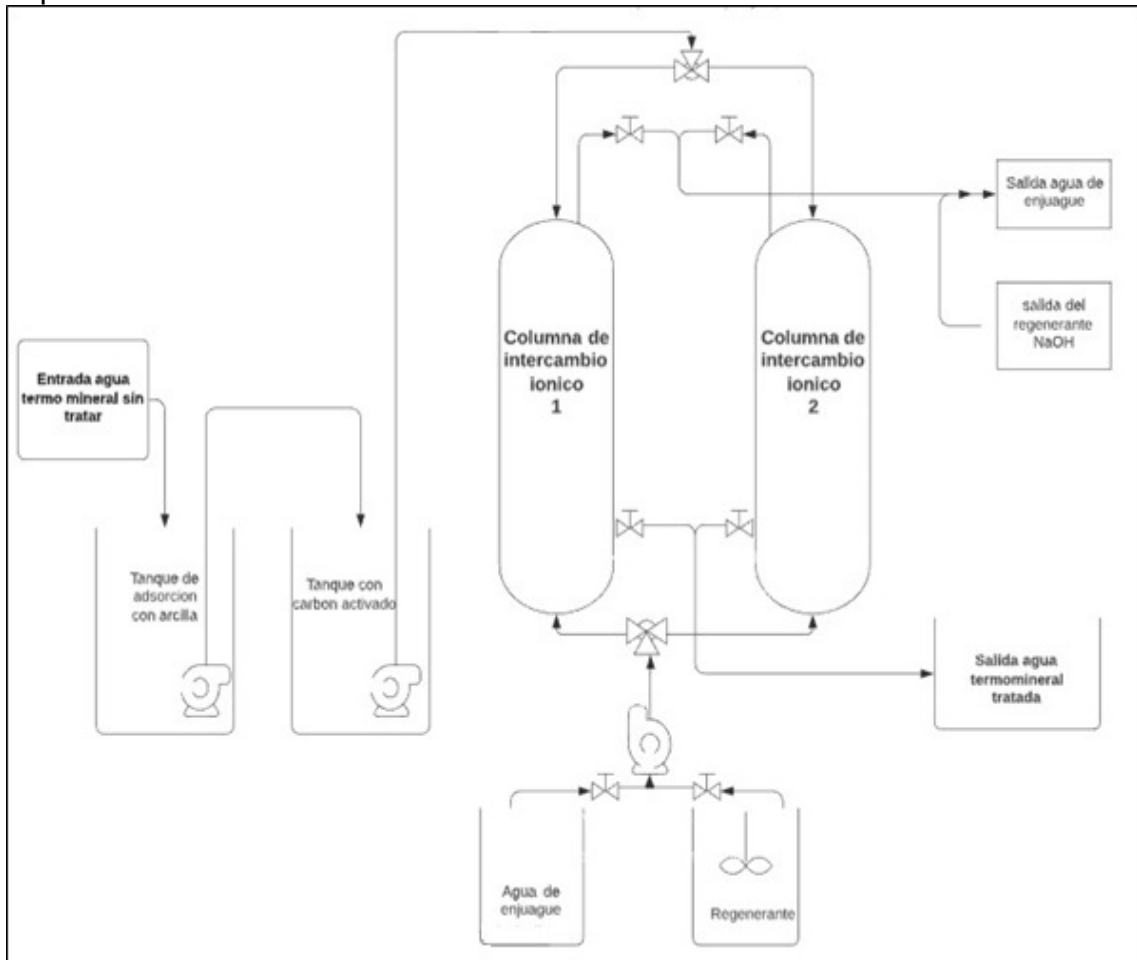 Salida agua de
enjuague
salida del
regenerante
NaOH
Columna de
intercambio
ionico
1
Columna de
intercambio
ionico
2
Entrada agua
termo mineral sin
tratar
Tanque de
adsorcion
con arcilla
Tanque con
carbon activado
Salida agua
termomineral
tratada
Agua de
enjuague
Regenerante